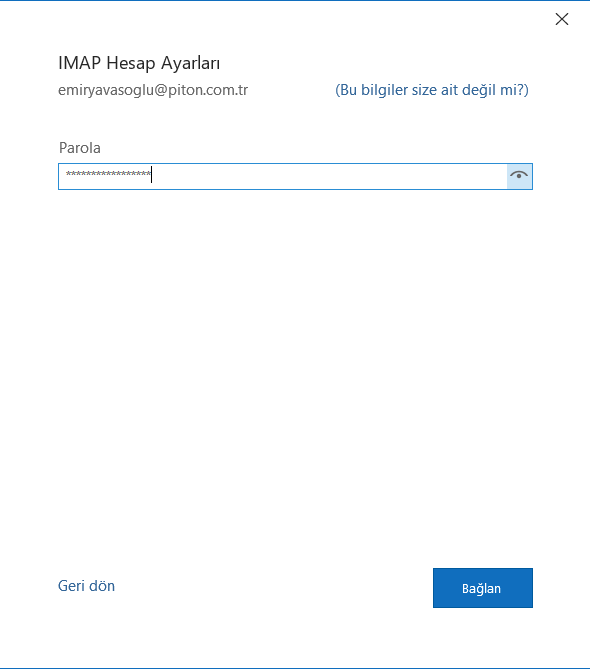 IMAP Hesap Ayarları
emiryavasoglu@piton.com.tr (Bu bilgiler size ait değil mi?)
Parola
*****************
Geri dön Bağlan